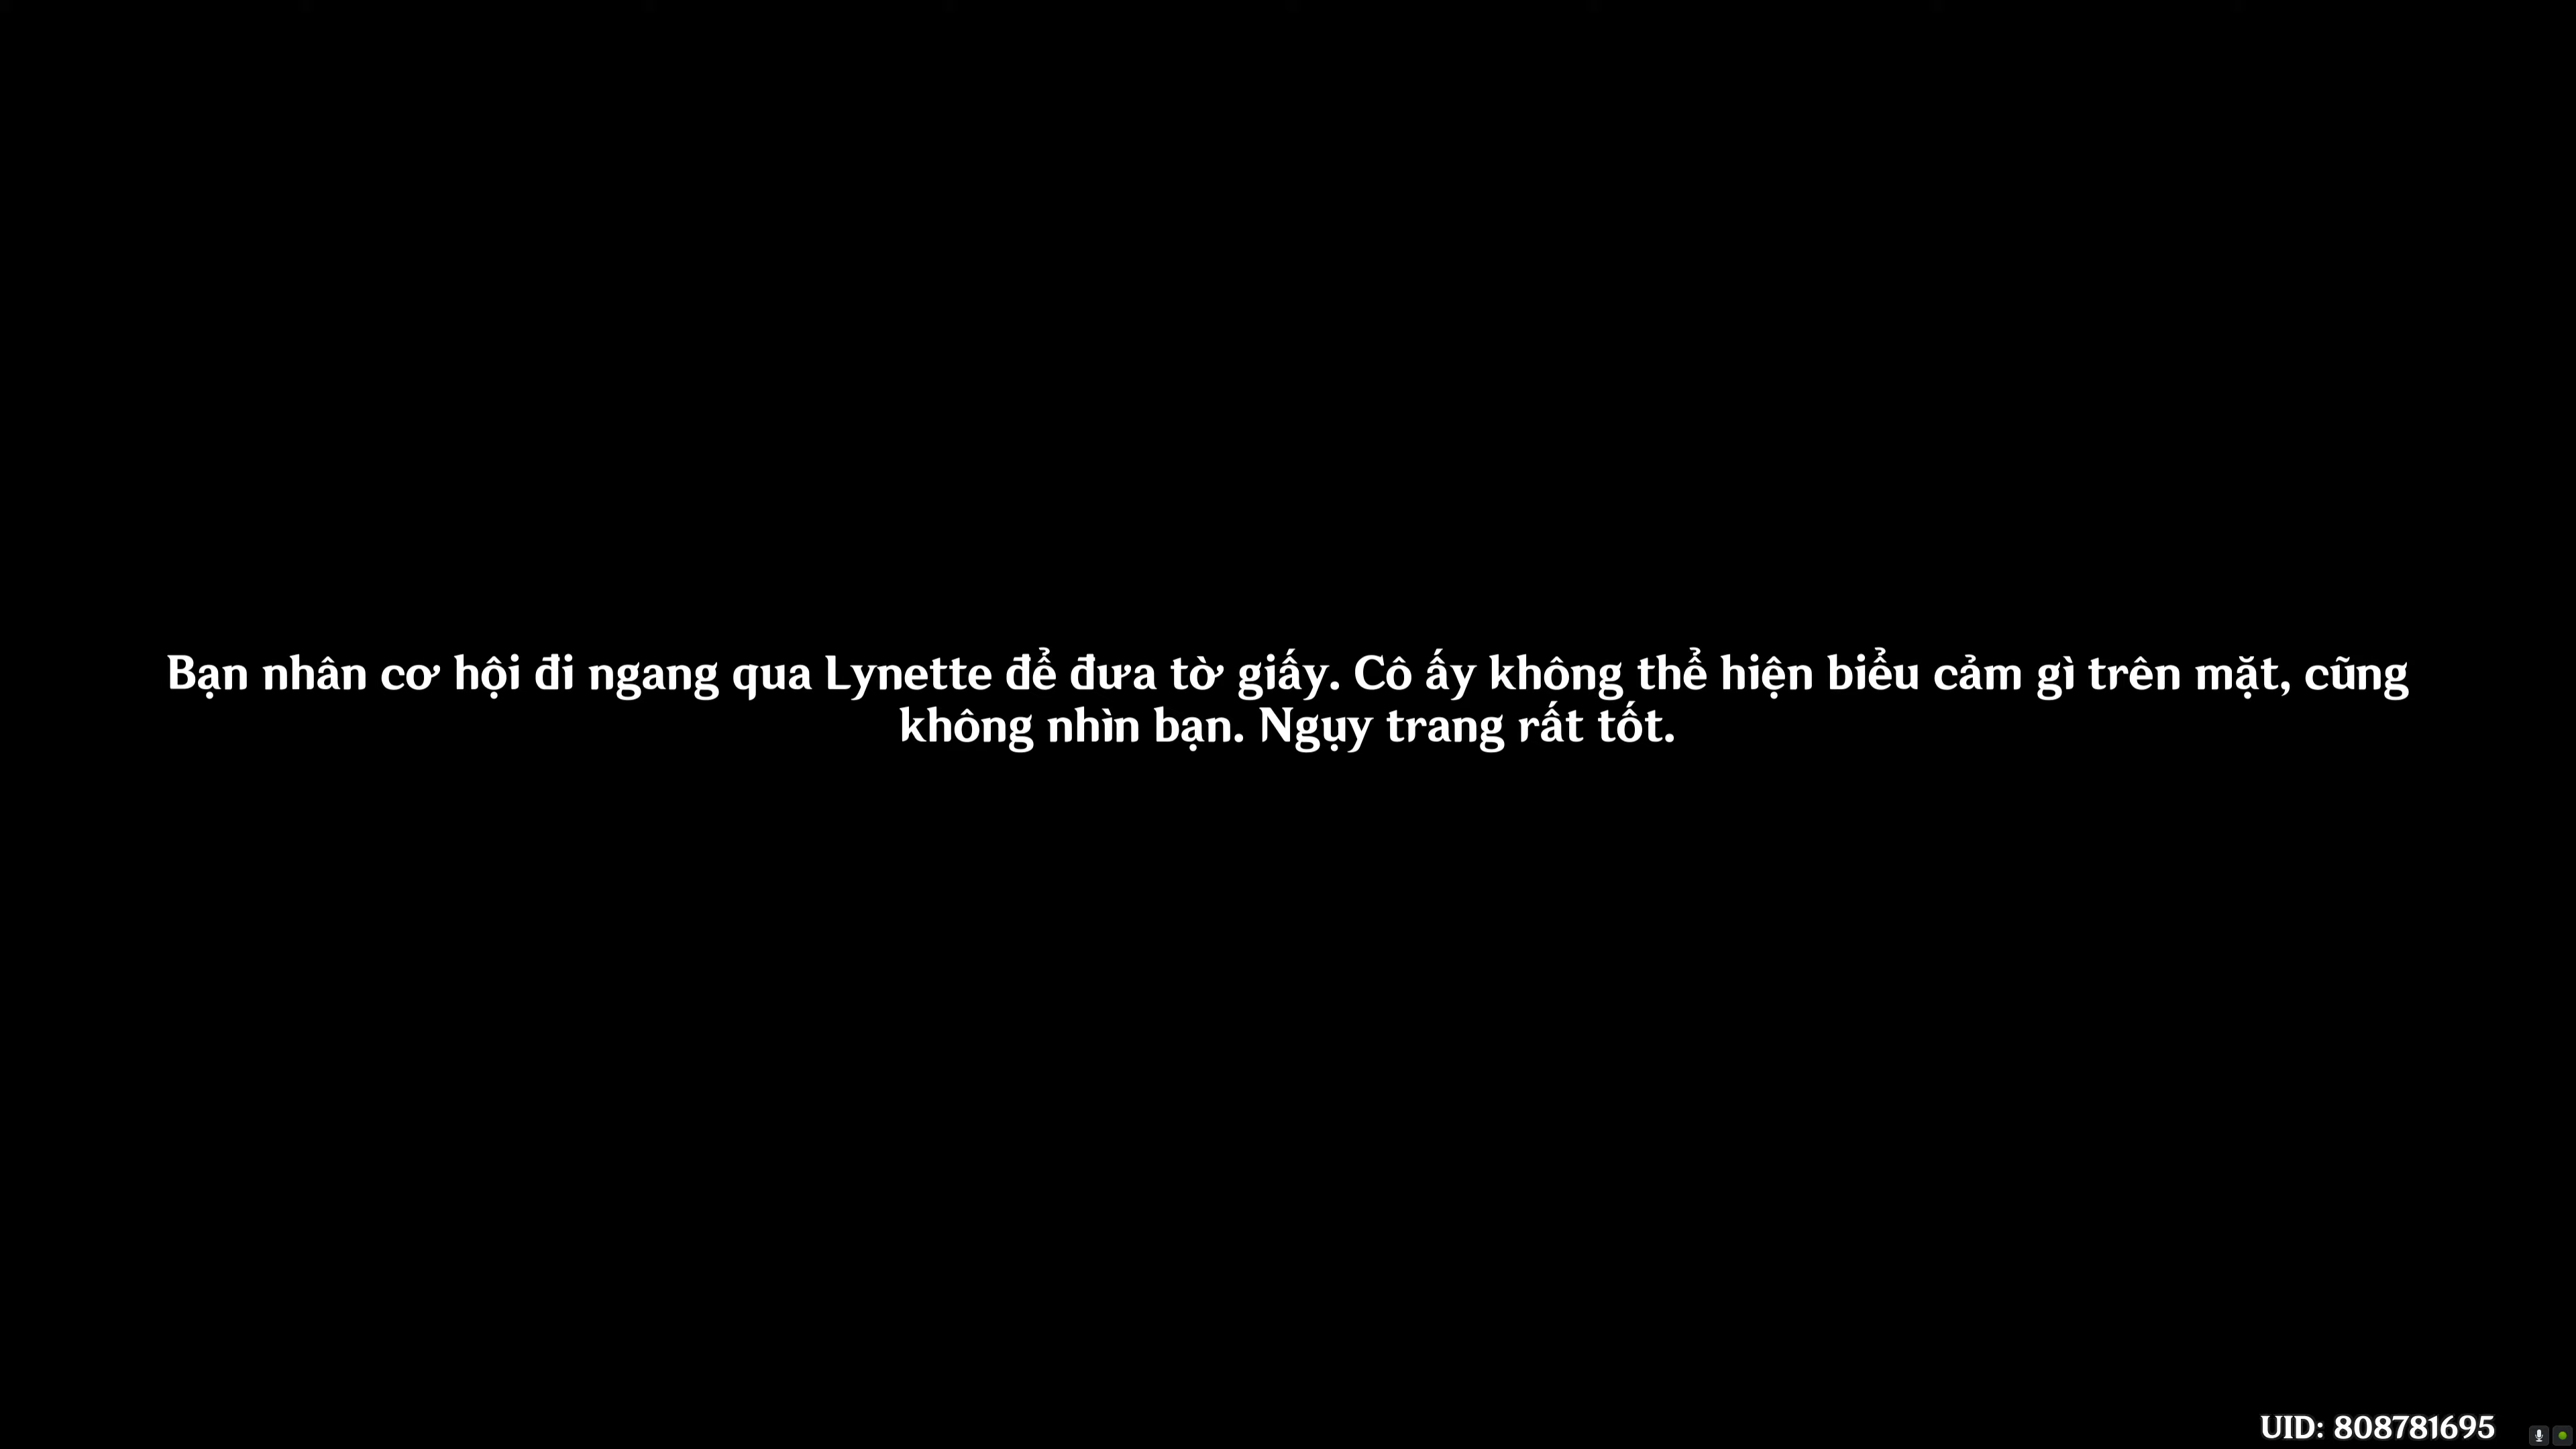 Bạn nhân cơ hội đi ngang qua Lynette để đưa tờ giấy. Cô ấy không thể hiện biểu cảm gì trên mặt, cũng
không nhìn bạn. Ngụy trang rất tốt.
UID: 808781695